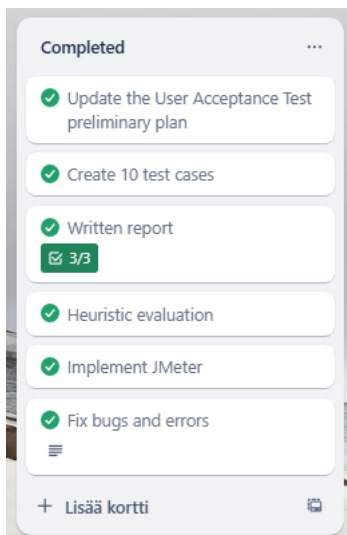 Completed
Update the User Acceptance Test
preliminary plan
Create 10 test cases
Written report
3/3
Heuristic evaluation
Implement JMeter
Fix bugs and errors
+ Lisää kortti